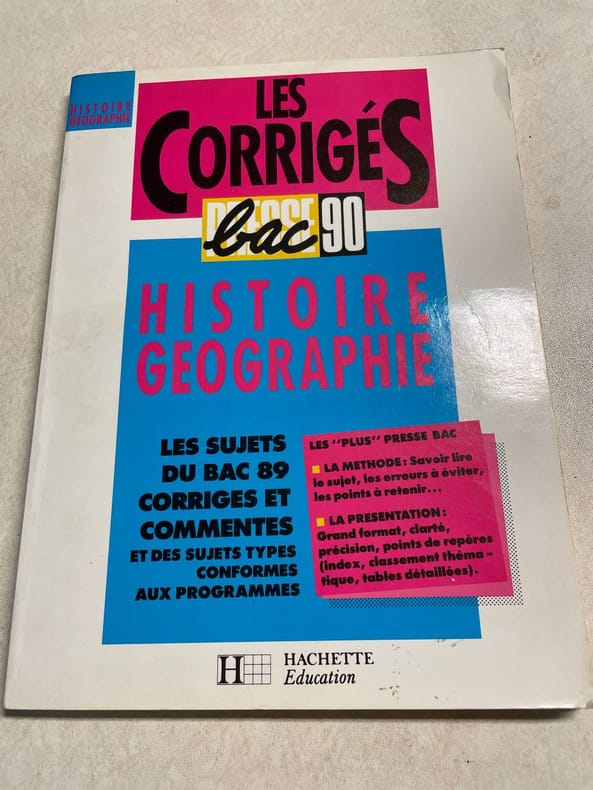 HISTOIRE
GEOGRAPHIE
LES
CORRIGÉS
PRESSE
bac 90
HISTOIRE
GEOGRAPHIE
LES SUJETS
DU BAC 89
CORRIGES ET
COMMENTES
ET DES SUJETS TYPES
CONFORMES
AUX PROGRAMMES
LES "PLUS" PRESSE BAC
LA METHODE : Savoir lire
le sujet, les erreurs à éviter,
les points à retenir...
LA PRESENTATION :
Grand format, clarté,
précision, points de repères
(index, classement théma-
tique, tables détaillées).
H HACHETTE
Education